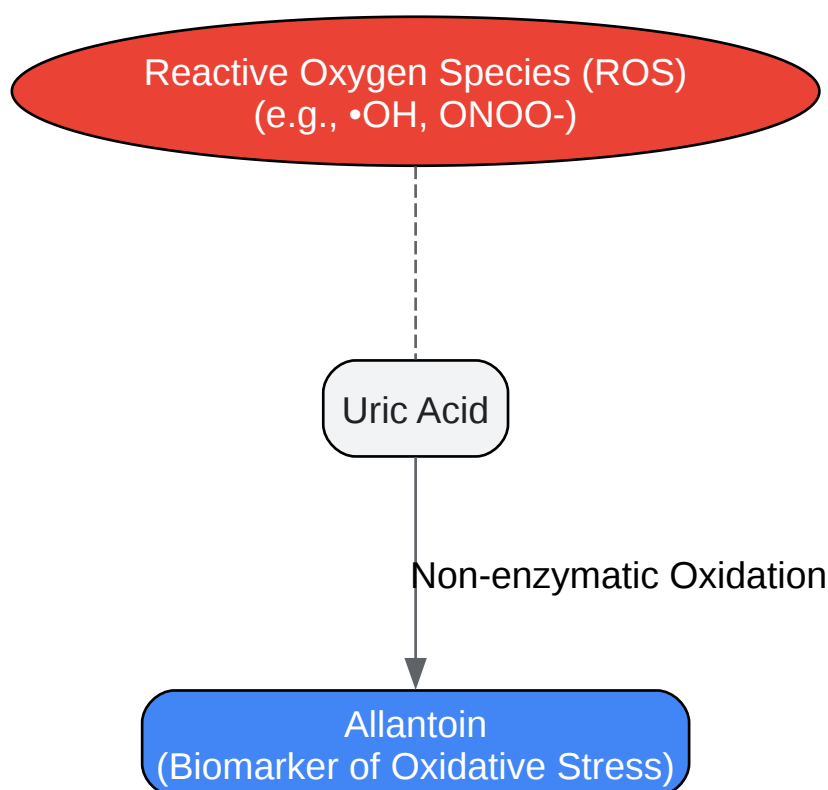 Reactive Oxygen Species (ROS)
(e.g., •OH, ONOO-)
Uric Acid
Non-enzymatic Oxidation
Allantoin
(Biomarker of Oxidative Stress)